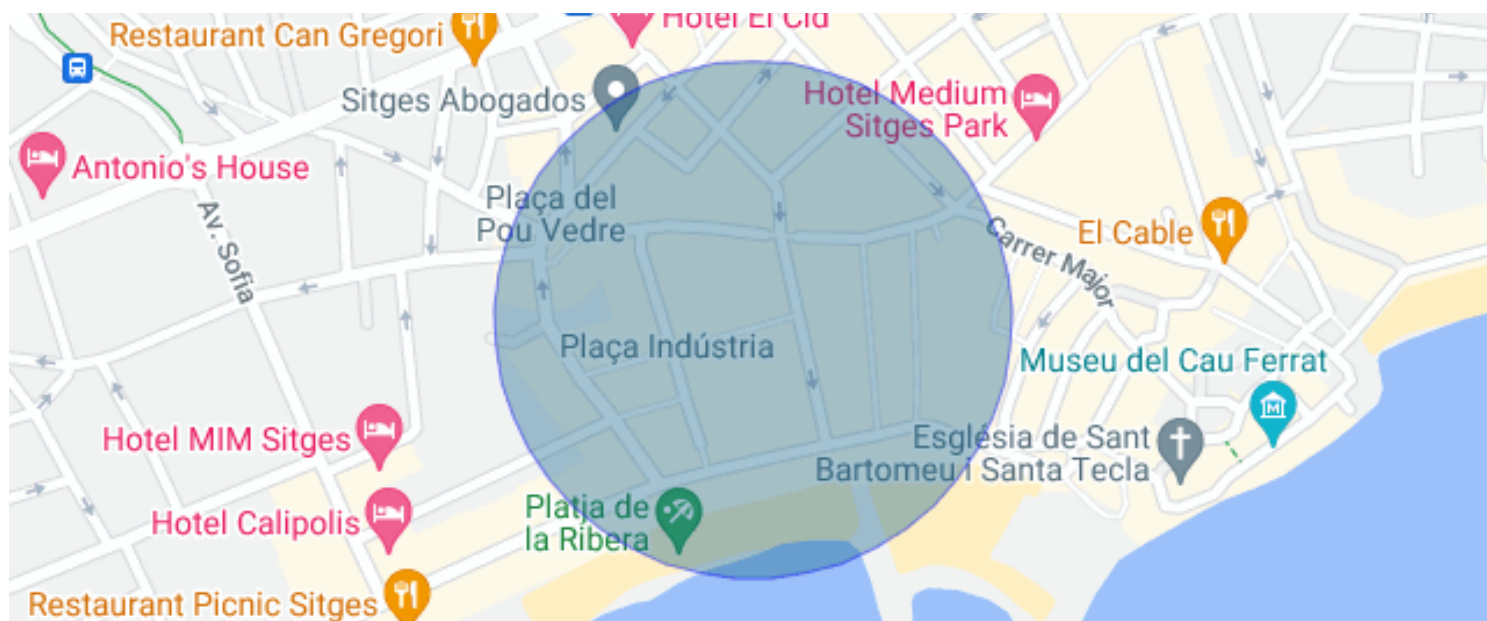 Hotel El Cid
Restaurant Can Gregori
Sitges Abogados
Hotel Medium
Sitges Park
Antonio's House
Plaça del
Pou Vedre
Av. Sofia
Carrer Major
El Cable
Plaça Indústria
Museu del Cau Ferrat
M
Hotel MIM Sitges
Església de Sant
Bartomeu i Santa Tecla
Hotel Calipolis
Platja de
la Ribera
Restaurant Picnic Sitges